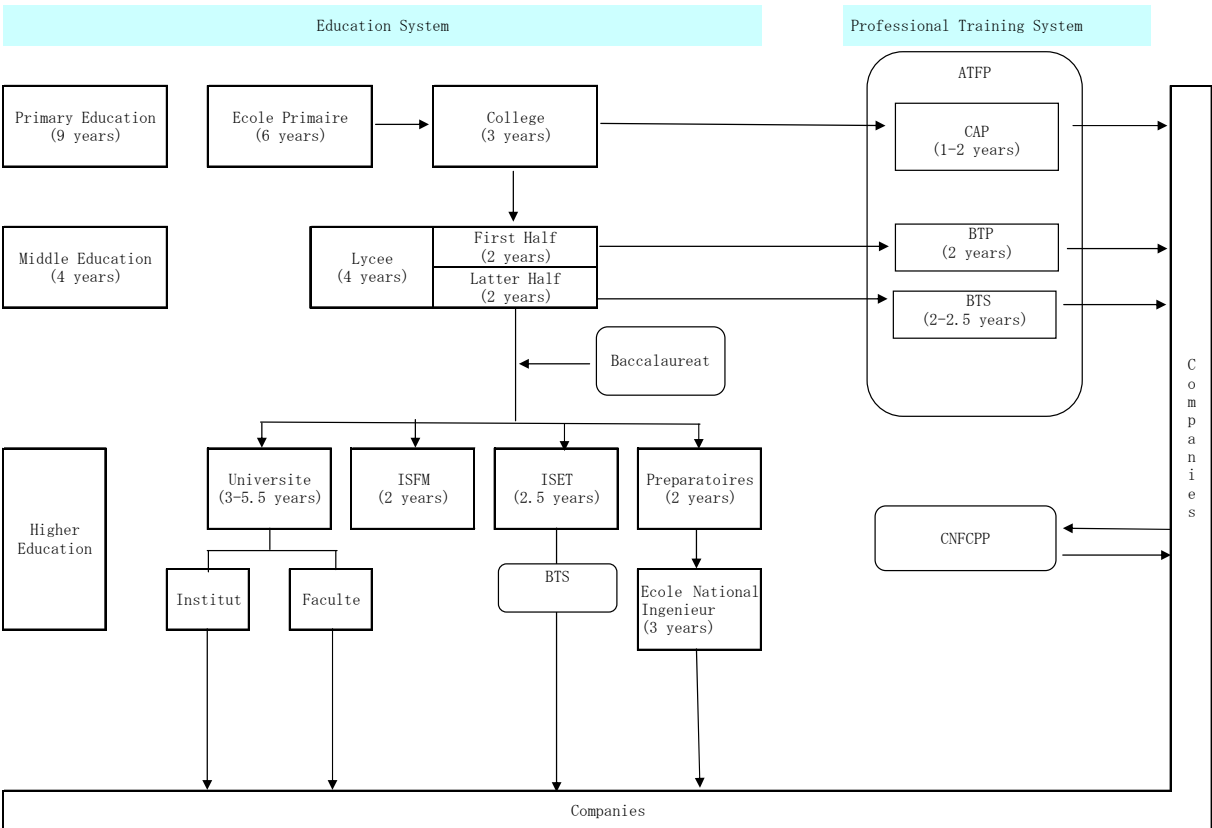 Education System
Professional Training System
ATFP
Primary Education
(9 years)
Ecole Primaire
(6 years)
College
(3 years)
CAP
(1-2 years)
Middle Education
(4 years)
Lycee
(4 years)
First Half
(2 years)
Latter Half
(2 years)
BTP
(2 years)
BTS
(2-2.5 years)
Baccalaureat
Companies
Higher
Education
Universite
(3-5.5 years)
ISFM
(2 years)
ISET
(2.5 years)
Preparatoires
(2 years)
CNFCPP
Institut
Faculte
BTS
Ecole National
Ingenieur
(3 years)
Companies